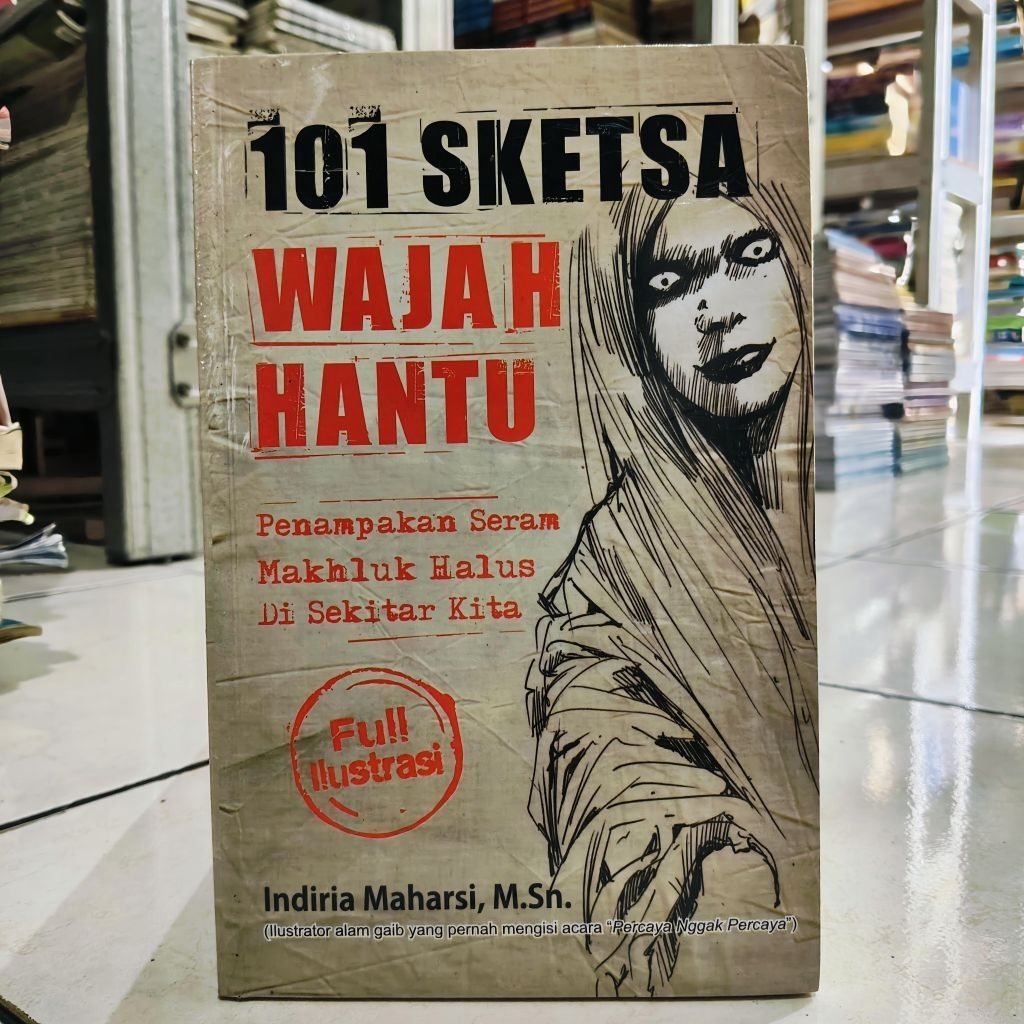 101 SKETSA
WAJAH
HANTU
Penampakan Seram
Makhluk Halus
Di Sekitar Kita
Full
Ilustrasi
Indiria Maharsi, M.Sn.
(Ilustrator alam gaib yang pernah mengisi acara “Percaya Nggak Percaya”)